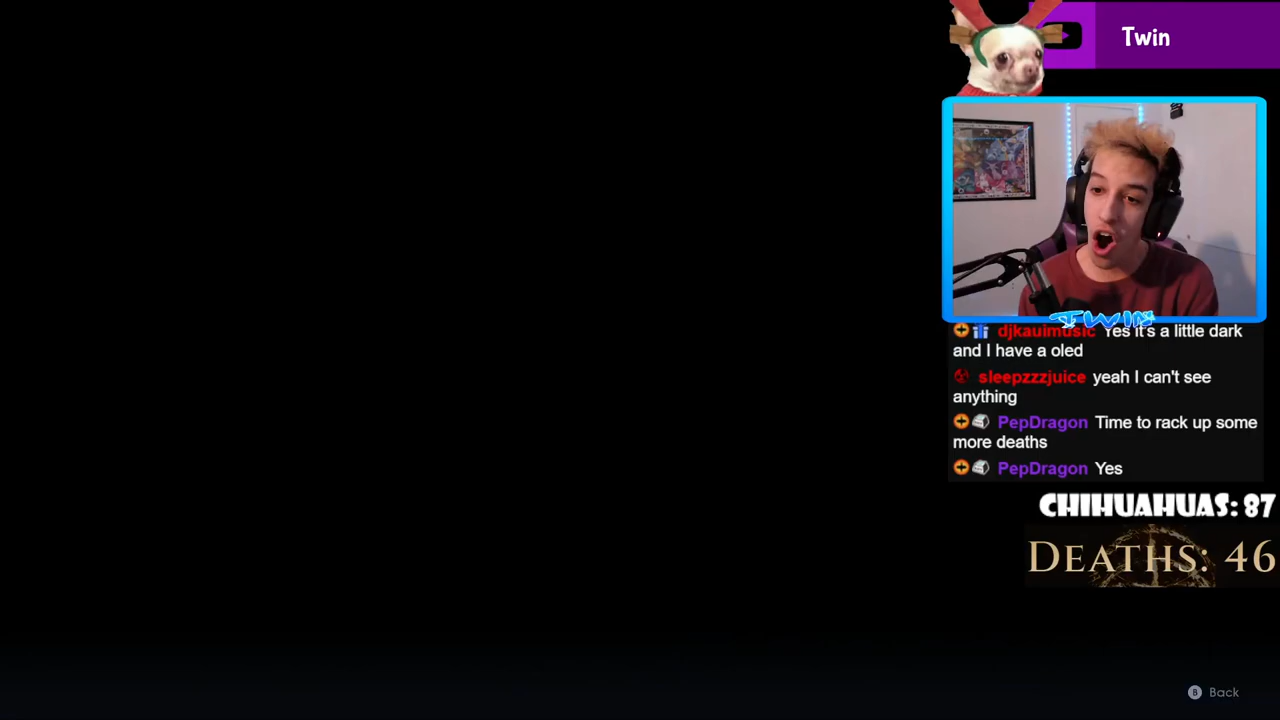 Twin
TWIN
djkauimusic Yes it's a little dark
and I have a oled
sleepzzzjuice yeah I can't see
anything
PepDragon Time to rack up some
more deaths
PepDragon Yes
CHIHUAHUAS: 87
DEATHS: 46
B Back